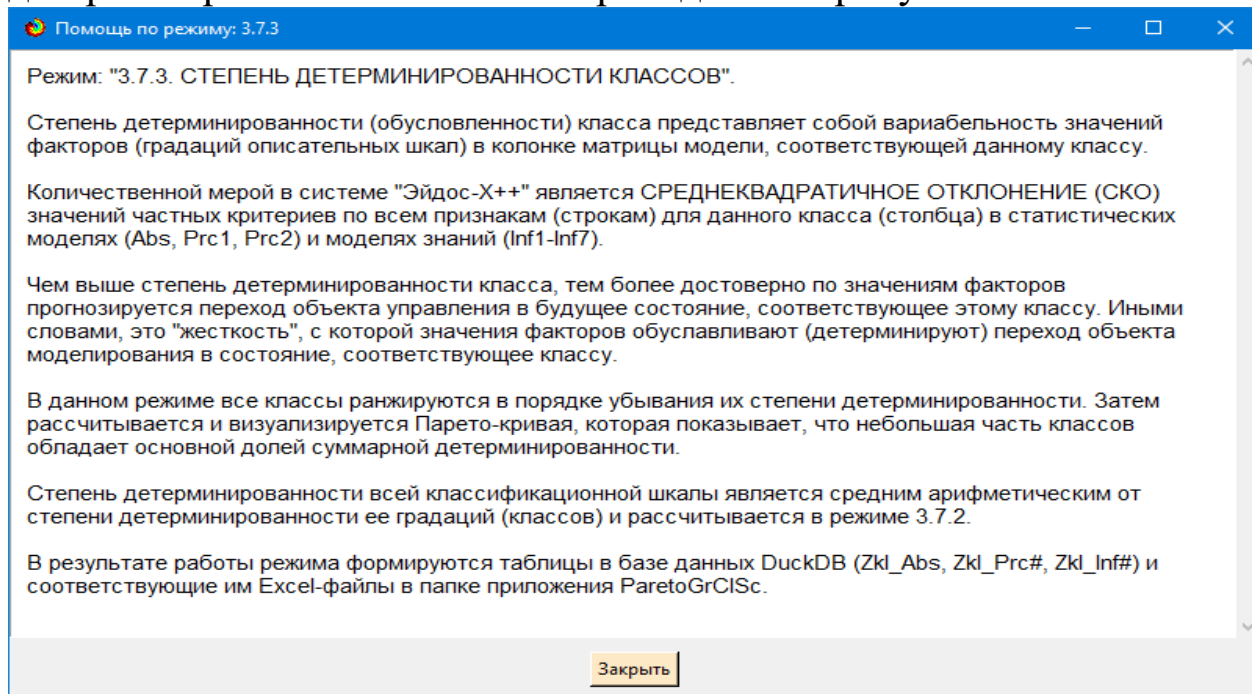 Помощь по режиму: 3.7.3
Режим: "3.7.3. СТЕПЕНЬ ДЕТЕРМИНИРОВАННОСТИ КЛАССОВ".
Степень детерминированности (обусловленности) класса представляет собой вариабельность значений
факторов (градаций описательных шкал) в колонке матрицы модели, соответствующей данному классу.
Количественной мерой в системе "Эйдос-X++" является СРЕДНЕКВАДРАТИЧНОЕ ОТКЛОНЕНИЕ (СКО)
значений частных критериев по всем признакам (строкам) для данного класса (столбца) в статистических
моделях (Abs, Prc1, Prc2) и моделях знаний (Inf1-Inf7).
Чем выше степень детерминированности класса, тем более достоверно по значениям факторов
прогнозируется переход объекта управления в будущее состояние, соответствующее этому классу. Иными
словами, это "жесткость", с которой значения факторов обуславливают (детерминируют) переход объекта
моделирования в состояние, соответствующее классу.
В данном режиме все классы ранжируются в порядке убывания их степени детерминированности. Затем
рассчитывается и визуализируется Парето-кривая, которая показывает, что небольшая часть классов
обладает основной долей суммарной детерминированности.
Степень детерминированности всей классификационной шкалы является средним арифметическим от
степени детерминированности ее градаций (классов) и рассчитывается в режиме 3.7.2.
В результате работы режима формируются таблицы в базе данных DuckDB (Zkl_Abs, Zkl_Prc#, Zkl_Inf#) и
соответствующие им Excel-файлы в папке приложения ParetoGrClSc.
Закрыть